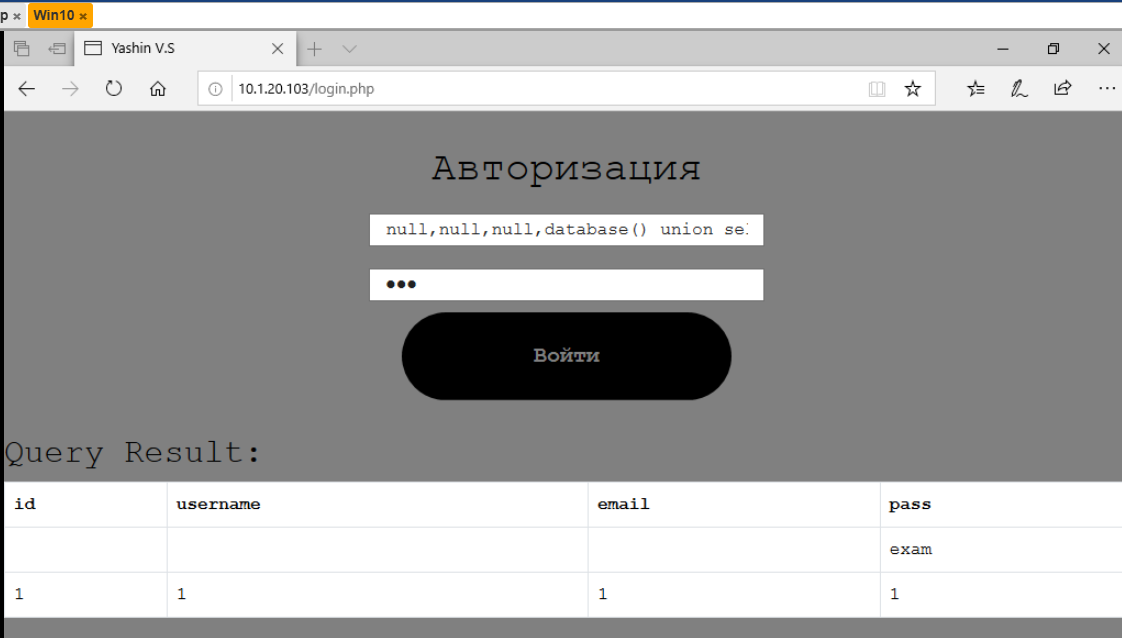 p × Win10 ×
Yashin V.S
10.1.20.103/login.php
Авторизация
null,null,null,database() union se
Войти
Query Result:
id username email pass
exam
1 1 1 1